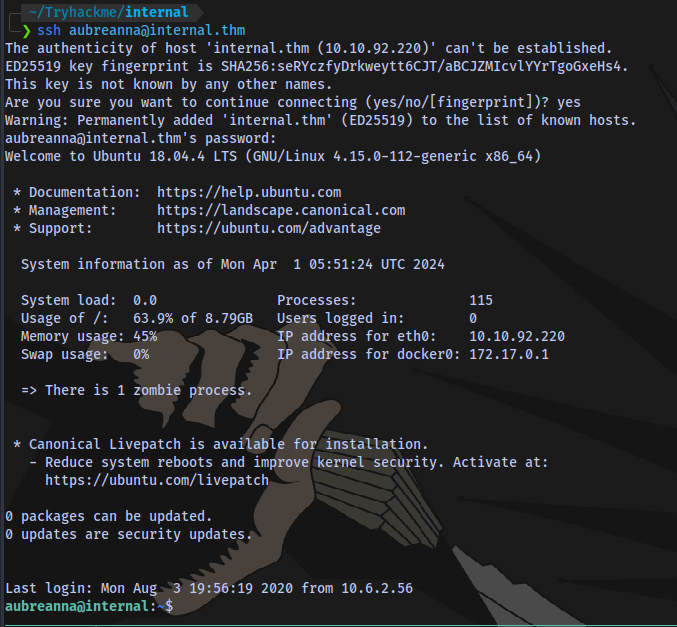 ~/Tryhackme/internal
❯ ssh aubreanna@internal.thm
The authenticity of host 'internal.thm (10.10.92.220)' can't be established.
ED25519 key fingerprint is SHA256:seRYczfyDrkweytt6CJT/aBCJZMIcvlYYrTgoGxeHs4.
This key is not known by any other names.
Are you sure you want to continue connecting (yes/no/[fingerprint])? yes
Warning: Permanently added 'internal.thm' (ED25519) to the list of known hosts.
aubreanna@internal.thm's password:
Welcome to Ubuntu 18.04.4 LTS (GNU/Linux 4.15.0-112-generic x86_64)
* Documentation:  https://help.ubuntu.com
* Management:     https://landscape.canonical.com
* Support:        https://ubuntu.com/advantage
System information as of Mon Apr  1 05:51:24 UTC 2024
System load:  0.0               Processes:              115
Usage of /:   63.9% of 8.79GB   Users logged in:        0
Memory usage: 45%               IP address for eth0:    10.10.92.220
Swap usage:   0%                IP address for docker0: 172.17.0.1
=> There is 1 zombie process.
* Canonical Livepatch is available for installation.
- Reduce system reboots and improve kernel security. Activate at:
https://ubuntu.com/livepatch
0 packages can be updated.
0 updates are security updates.
Last login: Mon Aug  3 19:56:19 2020 from 10.6.2.56
aubreanna@internal:~$